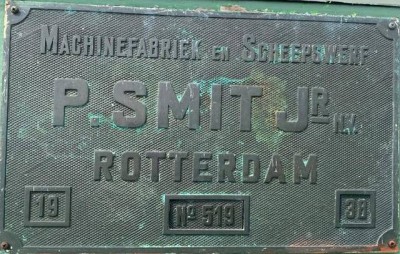 MACHINEFABRIEK EN SCHEEPSWERF
P. SMIT JR N.V.
ROTTERDAM
19 No 519 38